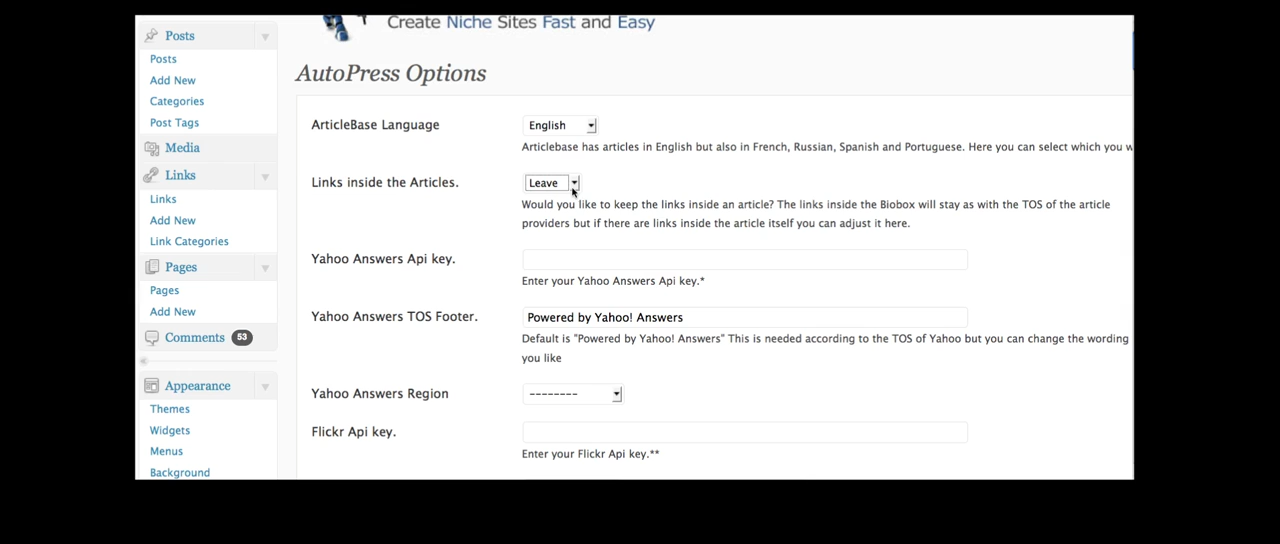 Create Niche Sites Fast and Easy
Posts
Posts
Add New
Categories
Post Tags
Media
Links
Links
Add New
Link Categories
Pages
Pages
Add New
Comments 53
Appearance
Themes
Widgets
Menus
Background
AutoPress Options
ArticleBase Language
English
Articlebase has articles in English but also in French, Russian, Spanish and Portuguese. Here you can select which you w
Links inside the Articles.
Leave
Would you like to keep the links inside an article? The links inside the Biobox will stay as with the TOS of the article
providers but if there are links inside the article itself you can adjust it here.
Yahoo Answers Api key.
Enter your Yahoo Answers Api key.*
Yahoo Answers TOS Footer.
Powered by Yahoo! Answers
Default is "Powered by Yahoo! Answers" This is needed according to the TOS of Yahoo but you can change the wording
you like
Yahoo Answers Region
--------
Flickr Api key.
Enter your Flickr Api key.**